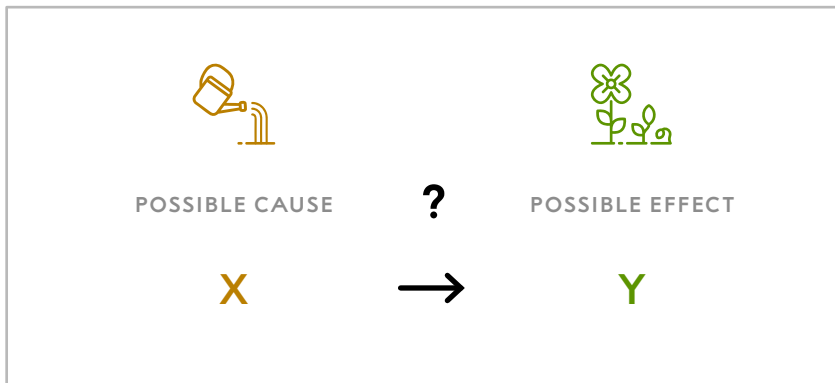 POSSIBLE CAUSE ? POSSIBLE EFFECT
X → Y